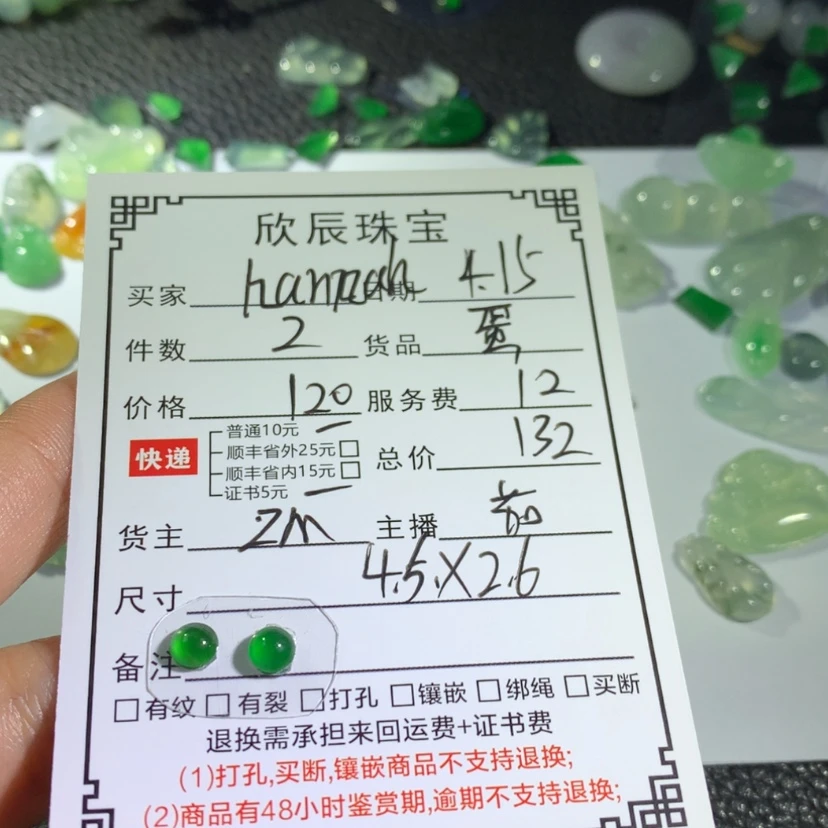 欣辰珠宝
买家 hannah 日期 4.15
件数 2 货品 蛋
价格 120 服务费 12
快递 普通10元 —
顺丰省外25元
顺丰省内15元
证书5元 —
总价 132
货主 ZM 主播
尺寸 4.5X2.6
备注
有纹 有裂 打孔 镶嵌 绑绳 买断
退换需承担来回运费+证书费
(1)打孔,买断,镶嵌商品不支持退换;
(2)商品有48小时鉴赏期,逾期不支持退换;